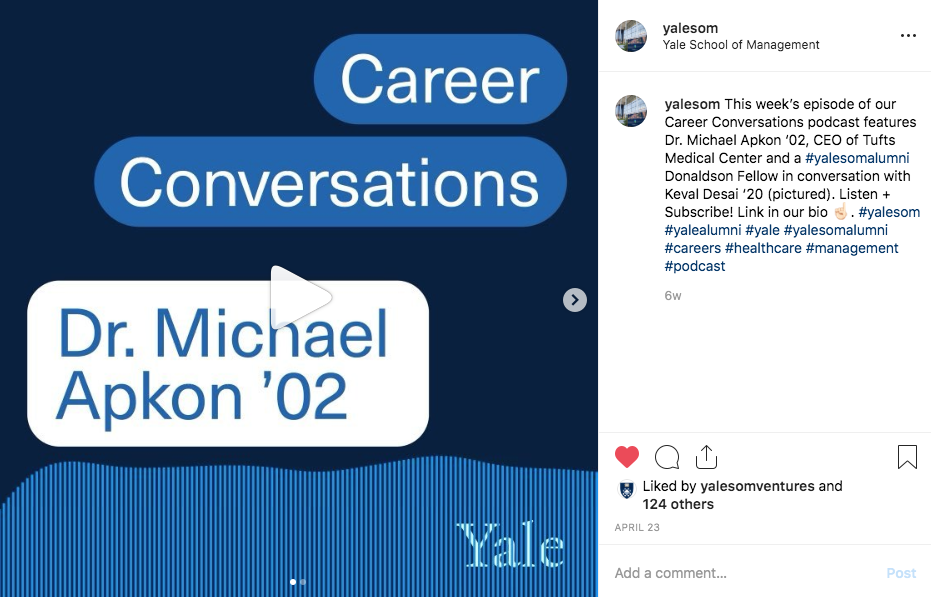 Career
Conversations
Dr. Michael
Apkon ’02
Yale
yalesom
Yale School of Management
yalesom This week’s episode of our
Career Conversations podcast features
Dr. Michael Apkon ’02, CEO of Tufts
Medical Center and a #yalesomalumni
Donaldson Fellow in conversation with
Keval Desai ’20 (pictured). Listen +
Subscribe! Link in our bio ☝🏻. #yalesom
#yalealumni #yale #yalesomalumni
#careers #healthcare #management
#podcast
6w
Liked by yalesomventures and
124 others
APRIL 23
Add a comment...
Post